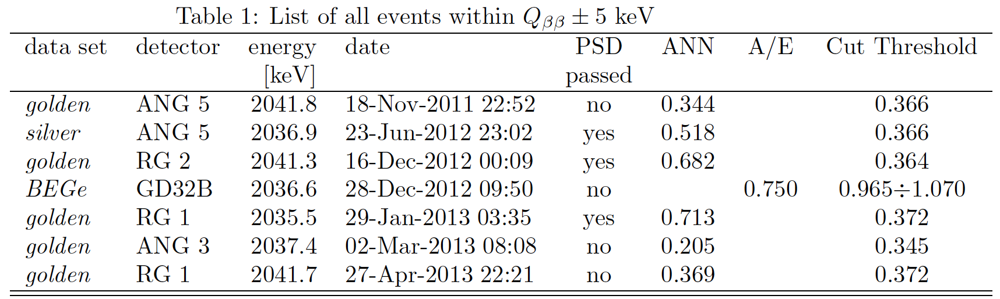 Table 1: List of all events within Qββ ± 5 keV
data set detector energy date PSD ANN A/E Cut Threshold
[keV] passed
golden ANG 5 2041.8 18-Nov-2011 22:52 no 0.344 0.366
silver ANG 5 2036.9 23-Jun-2012 23:02 yes 0.518 0.366
golden RG 2 2041.3 16-Dec-2012 00:09 yes 0.682 0.364
BEGe GD32B 2036.6 28-Dec-2012 09:50 no 0.750 0.965÷1.070
golden RG 1 2035.5 29-Jan-2013 03:35 yes 0.713 0.372
golden ANG 3 2037.4 02-Mar-2013 08:08 no 0.205 0.345
golden RG 1 2041.7 27-Apr-2013 22:21 no 0.369 0.372